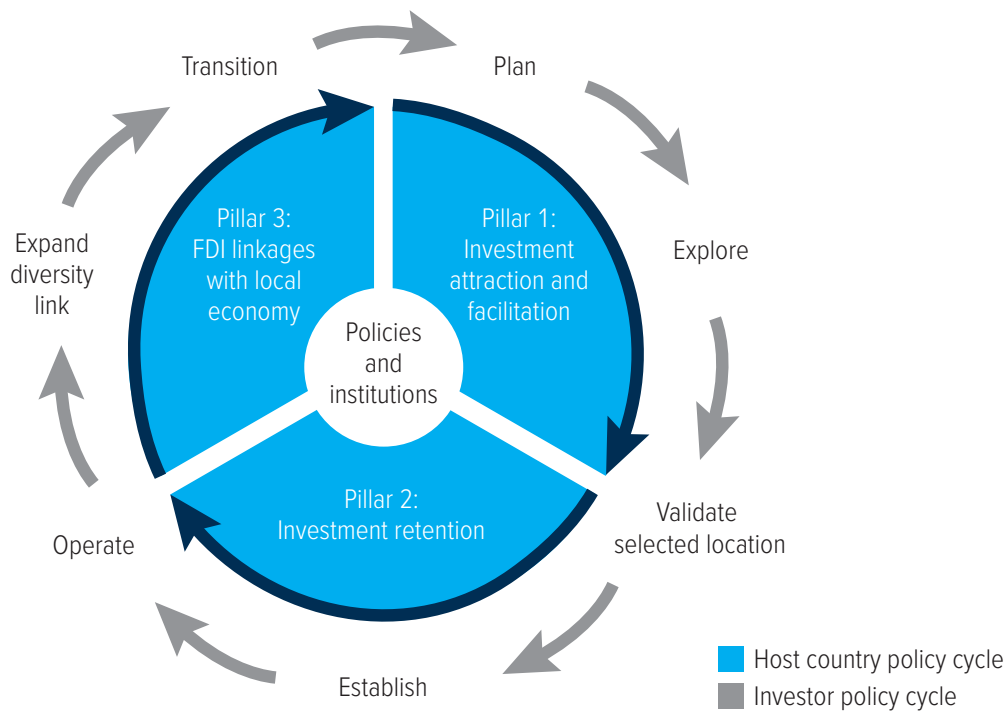 Transition
Plan
Explore
Validate
selected location
Establish
Operate
Expand
diversity
link
Pillar 1:
Investment
attraction and
facilitation
Pillar 2:
Investment retention
Pillar 3:
FDI linkages
with local
economy
Policies
and
institutions
Host country policy cycle
Investor policy cycle